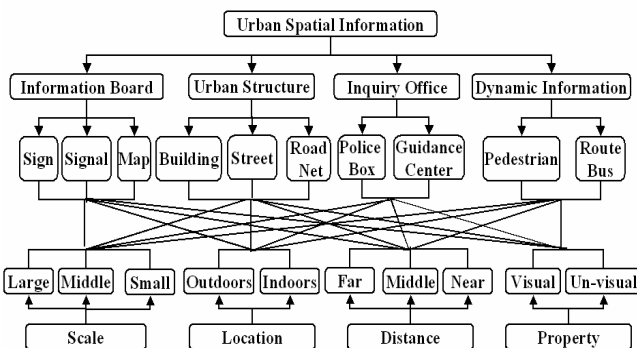 Urban Spatial Information
Information Board Urban Structure Inquiry Office Dynamic Information
Sign Signal Map Building Street Road Net Police Box Guidance Center Pedestrian Route Bus
Large Middle Small Outdoors Indoors Far Middle Near Visual Un-visual
Scale Location Distance Property